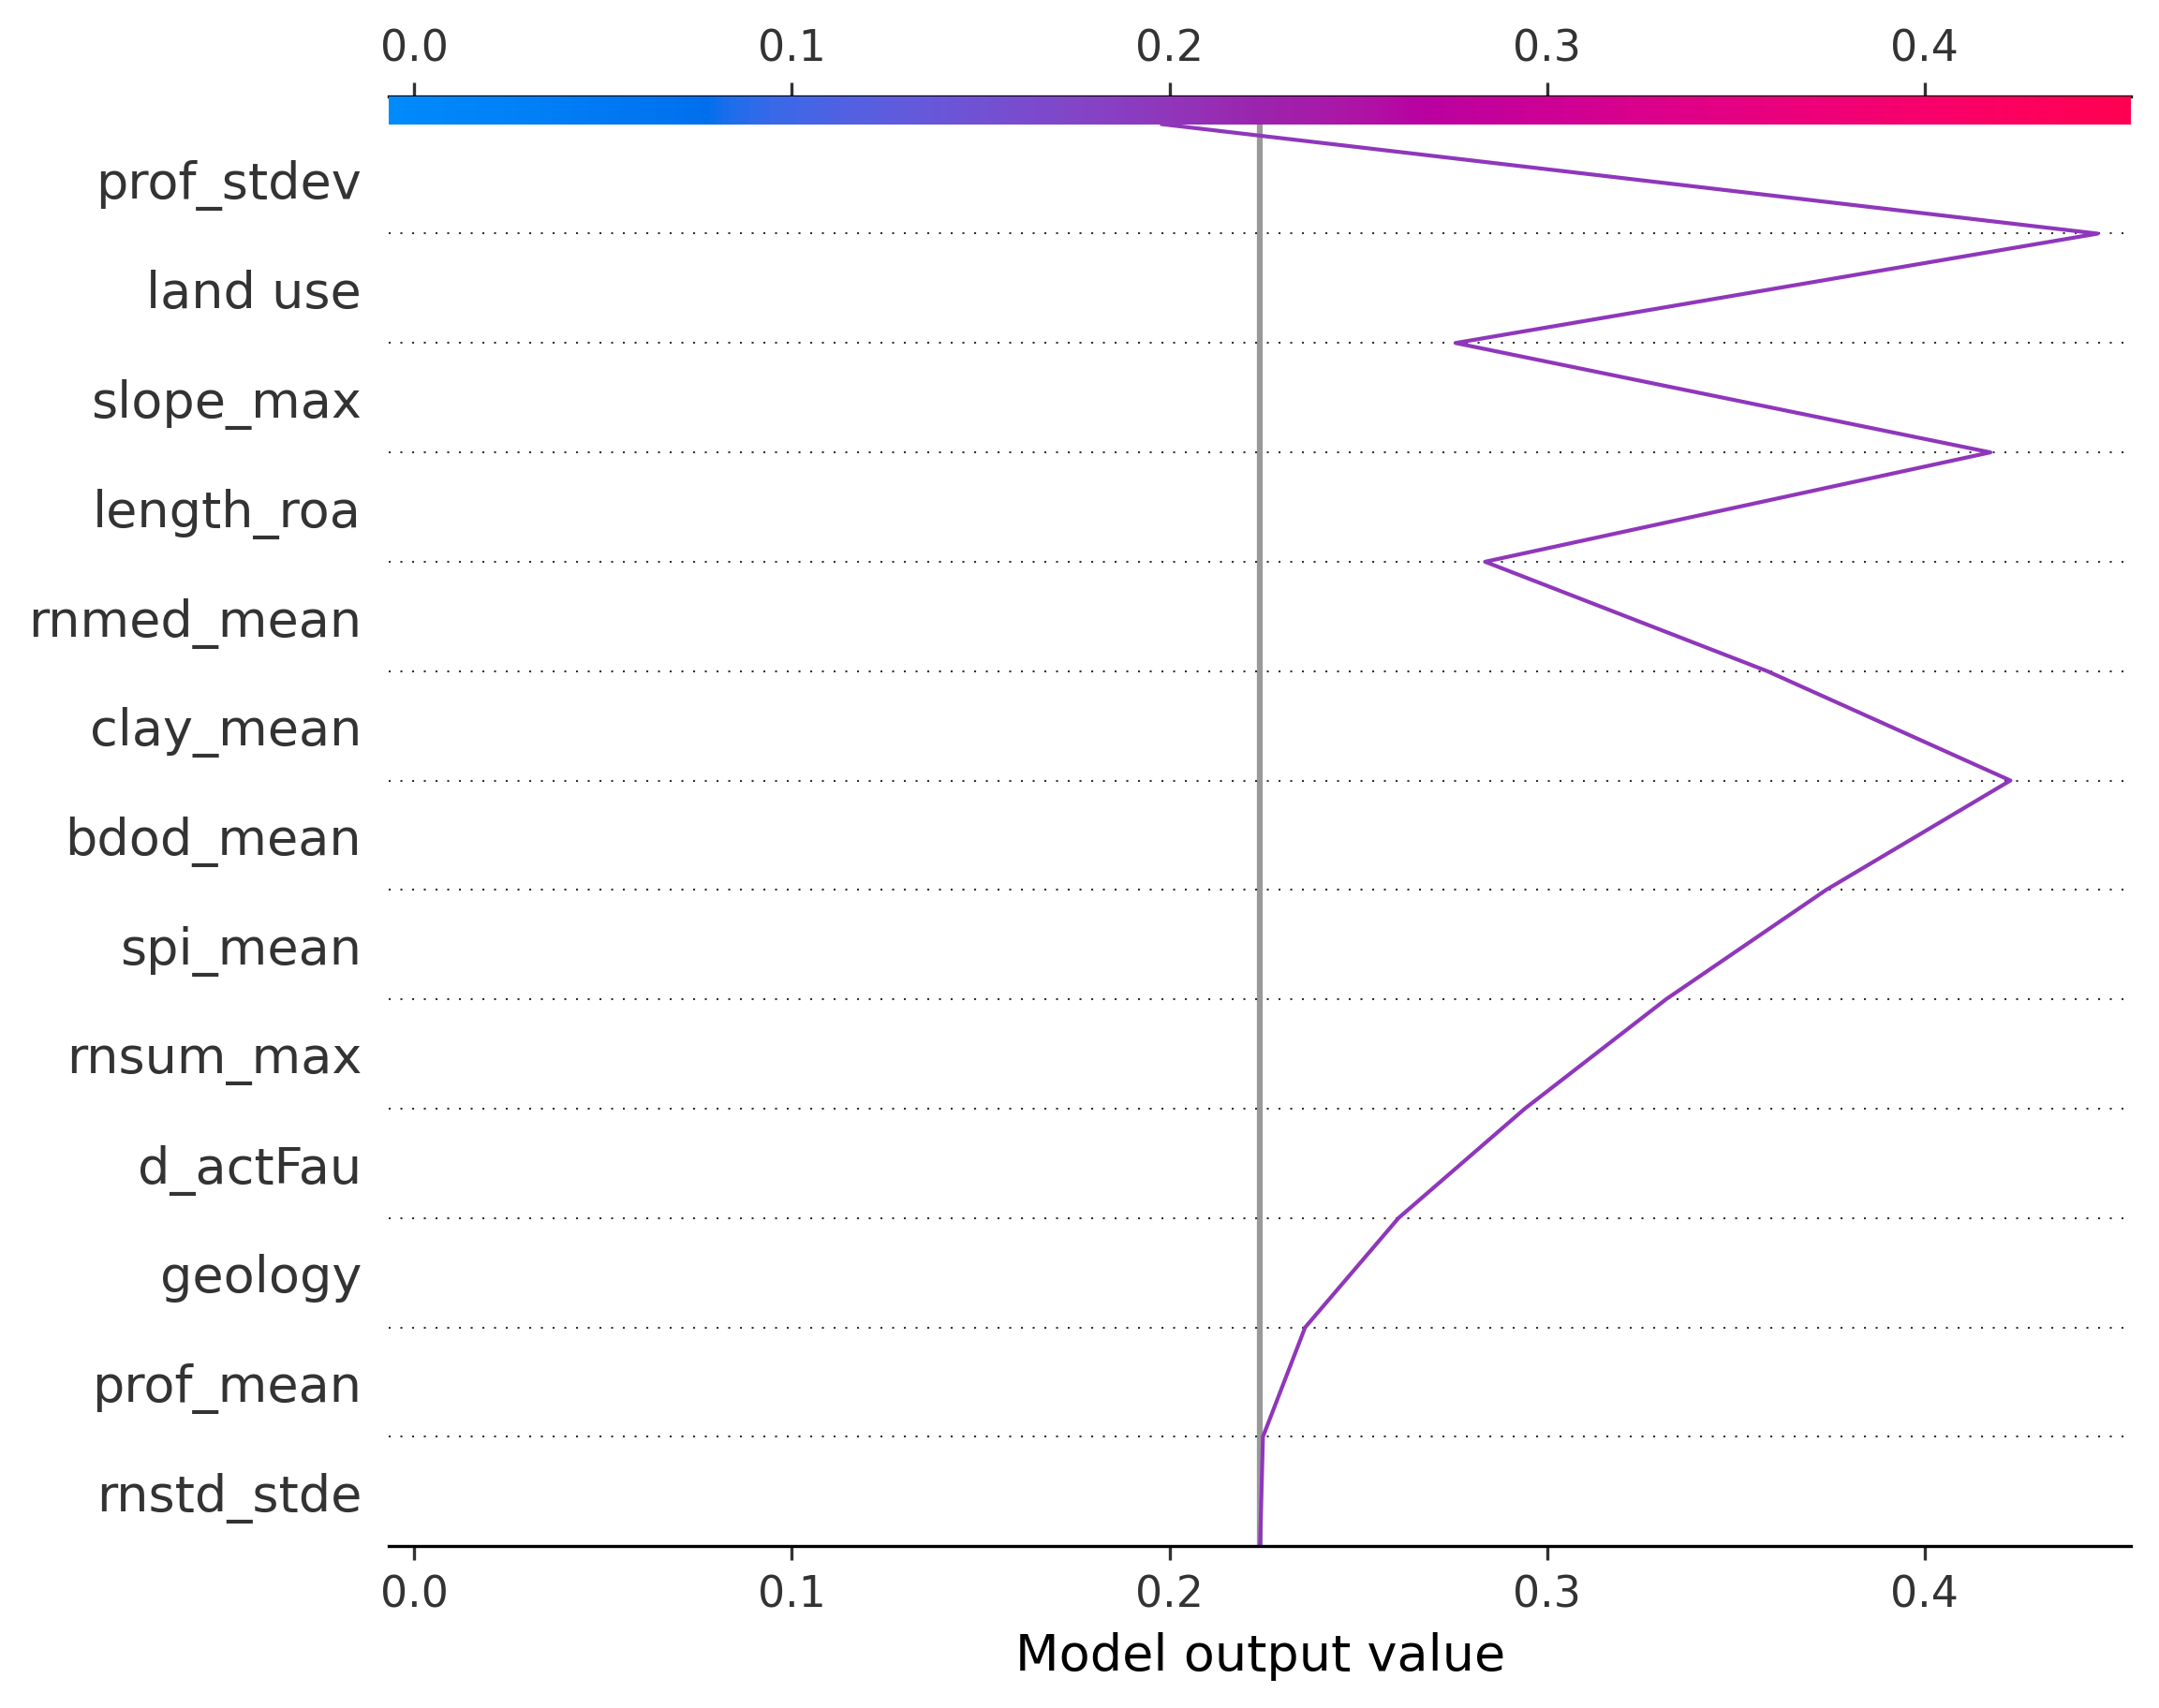 0.0 0.1 0.2 0.3 0.4
prof_stdev
land use
slope_max
length_roa
rnmed_mean
clay_mean
bdod_mean
spi_mean
rnsum_max
d_actFau
geology
prof_mean
rnstd_stde
0.0 0.1 0.2 0.3 0.4
Model output value